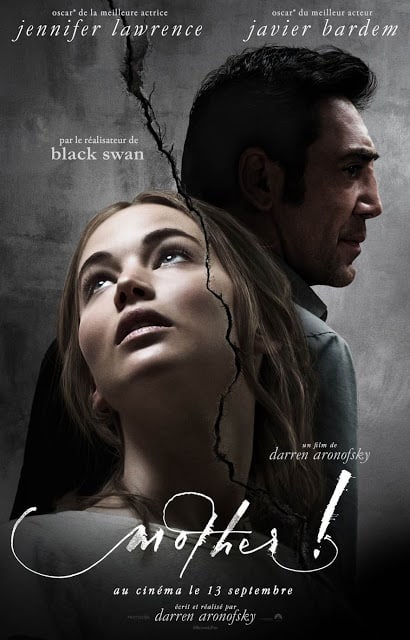 oscar® de la meilleure actrice
jennifer lawrence
oscar® du meilleur acteur
javier bardem
par le réalisateur de
black swan
un film de
darren aronofsky
mother!
au cinéma le 13 septembre
écrit et réalisé par
darren aronofsky